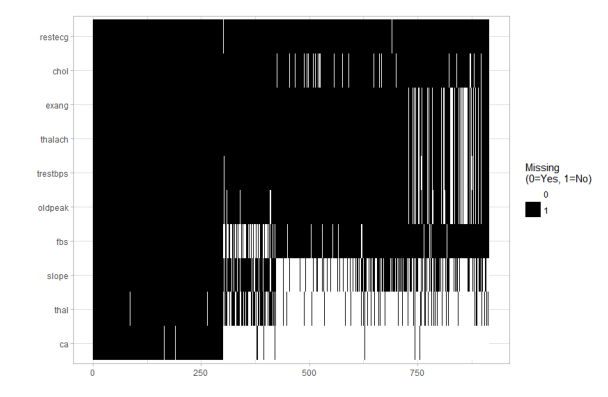 restecg
chol
exang
thalach
trestbps
oldpeak
fbs
slope
thal
ca
0 250 500 750
Missing
(0=Yes, 1=No)
0
1